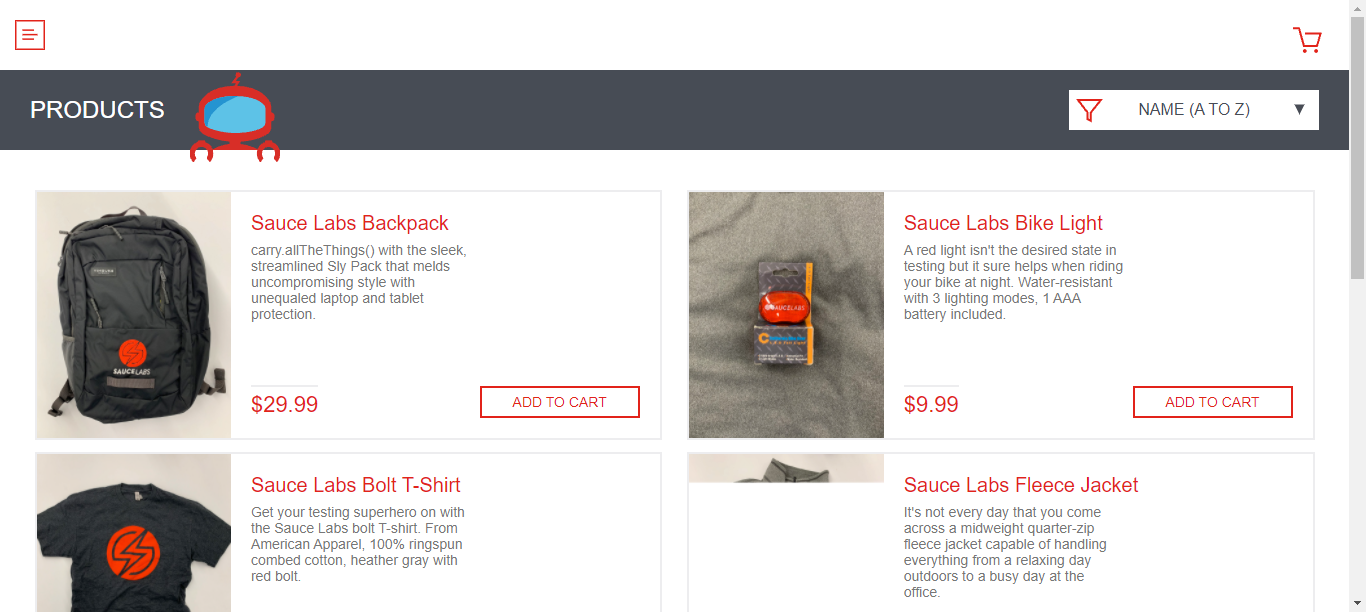 PRODUCTS
NAME (A TO Z)
Sauce Labs Backpack
carry.allTheThings() with the sleek,
streamlined Sly Pack that melds
uncompromising style with
unequaled laptop and tablet
protection.
$29.99
ADD TO CART
SAUCELABS
Sauce Labs Bike Light
A red light isn't the desired state in
testing but it sure helps when riding
your bike at night. Water-resistant
with 3 lighting modes, 1 AAA
battery included.
$9.99
ADD TO CART
SAUCELABS
Sauce Labs Bolt T-Shirt
Get your testing superhero on with
the Sauce Labs bolt T-shirt. From
American Apparel, 100% ringspun
combed cotton, heather gray with
red bolt.
Sauce Labs Fleece Jacket
It's not every day that you come
across a midweight quarter-zip
fleece jacket capable of handling
everything from a relaxing day
outdoors to a busy day at the
office.